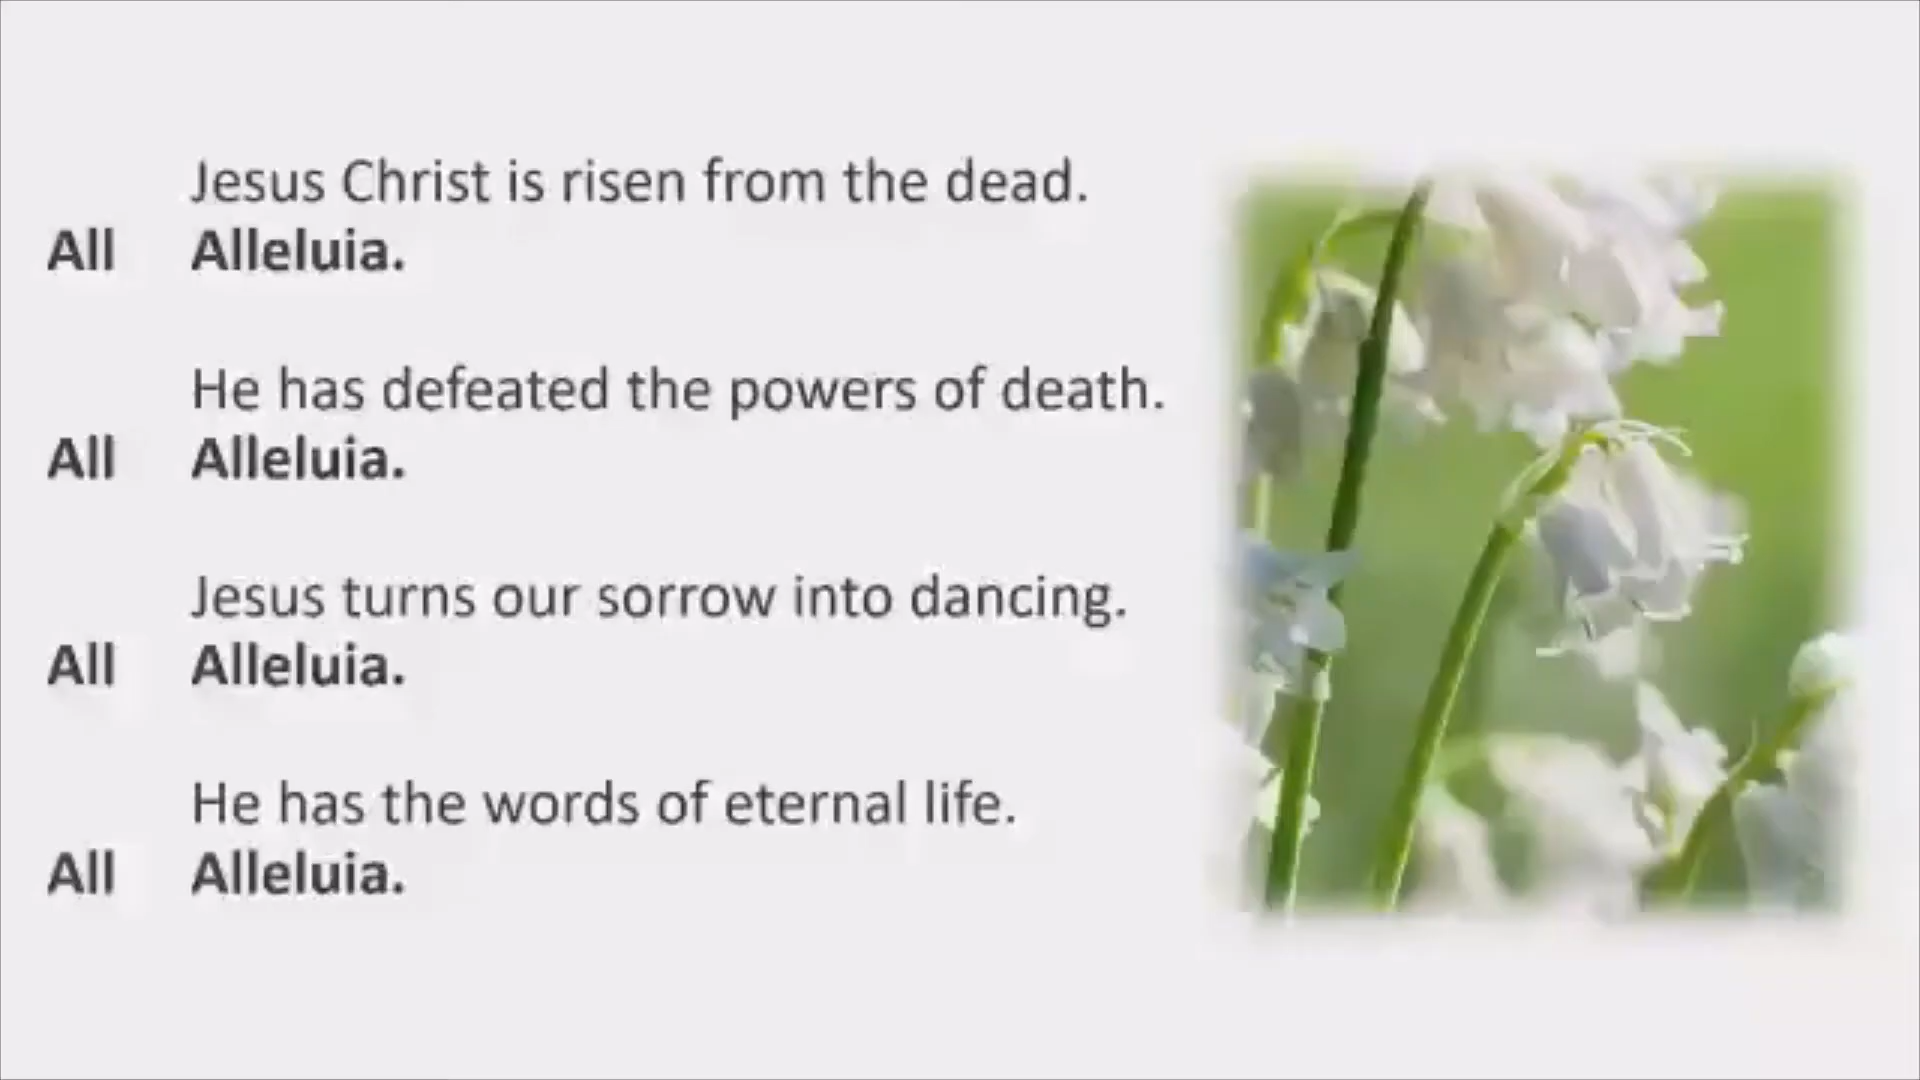 Jesus Christ is risen from the dead.
All Alleluia.
He has defeated the powers of death.
All Alleluia.
Jesus turns our sorrow into dancing.
All Alleluia.
He has the words of eternal life.
All Alleluia.